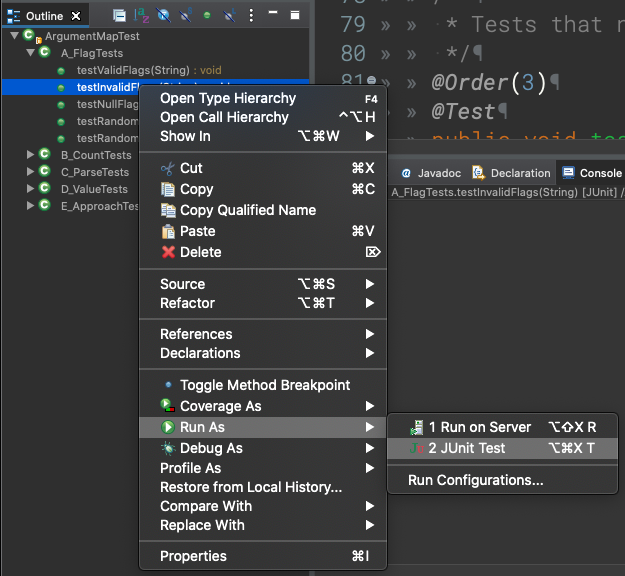 Outline
ArgumentMapTest
A_FlagTests
testValidFlags(String) : void
testInvalidF
testNullFlag
testRandom
testRandom
B_CountTests
C_ParseTests
D_ValueTests
E_ApproachTes
Open Type Hierarchy F4
Open Call Hierarchy ^⌥H
Show In ⌥⌘W ▶
Cut ⌘X
Copy ⌘C
Copy Qualified Name
Paste ⌘V
Delete ⌦
Source ⌥⌘S ▶
Refactor ⌥⌘T ▶
References ▶
Declarations ▶
Toggle Method Breakpoint
Coverage As ▶
Run As ▶
Debug As ▶
Profile As ▶
Restore from Local History...
Compare With ▶
Replace With ▶
Properties ⌘I
1 Run on Server ⌥⇧X R
2 JUnit Test ⌥⌘X T
Run Configurations...
79 » » * Tests that r
80 » » */¶
81 » » @Order(3)¶
» » @Test¶
» » public void tes
@ Javadoc Declaration Console
A_FlagTests.testInvalidFlags(String) [JUnit] /